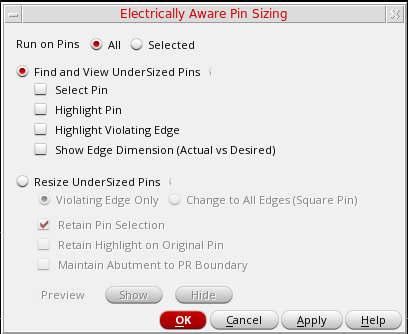 Electrically Aware Pin Sizing
Run on Pins All Selected
Find and View UnderSized Pins i
Select Pin
Highlight Pin
Highlight Violating Edge
Show Edge Dimension (Actual vs Desired)
Resize UnderSized Pins i
Violating Edge Only Change to All Edges (Square Pin)
Retain Pin Selection
Retain Highlight on Original Pin
Maintain Abutment to PR Boundary
Preview Show Hide
OK Cancel Apply Help